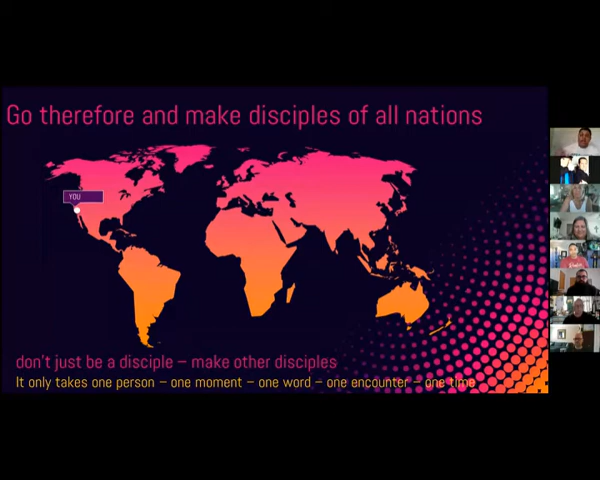 Go therefore and make disciples of all nations
YOU
don't just be a disciple – make other disciples
It only takes one person – one moment – one word – one encounter – one time